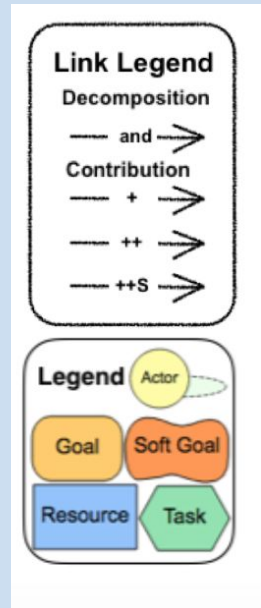 Link Legend
Decomposition
and
Contribution
+
++
++S
Legend Actor
Goal Soft Goal
Resource Task